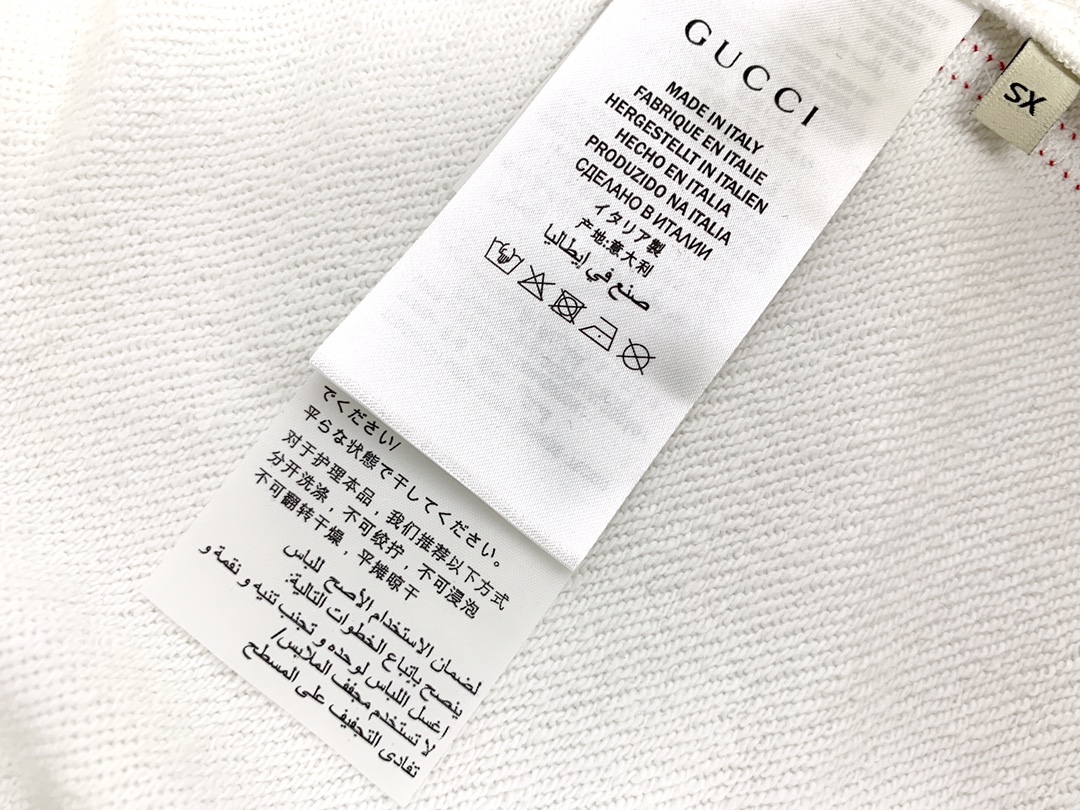 GUCCI
MADE IN ITALY
FABRIQUE EN ITALIE
HERGESTELLT IN ITALIEN
HECHO EN ITALIA
PRODUZIDO NA ITALIA
СДЕЛАНО В ИТАЛИИ
イタリア製
产地:意大利
صنع في إيطاليا
XS
でください/
平らな状態で干してください。
对于护理本品，我们推荐以下方式
分开洗涤，不可绞拧，不可浸泡
不可翻转干燥，平摊晾干
لضمان الاستخدام الأصح للباس
ينصح بإتباع الخطوات التالية:
اغسل اللباس لوحده و تجنب تنيه و نقمة و
لا تستخدم مجفف الملابس/
تفادى التجفيف على المسطح